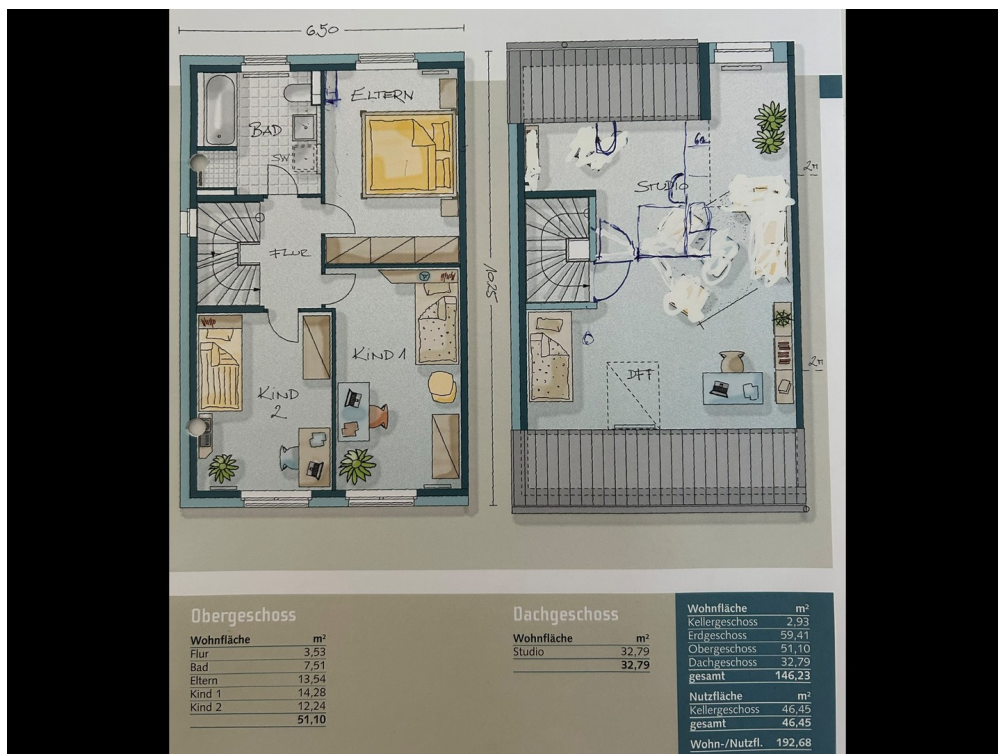 6.50
ELTERN
BAD
SW
FLUR
KIND 1
KIND
2
10.25
STUDIO
2m
2m
DFF
Obergeschoss
Wohnfläche m²
Flur 3,53
Bad 7,51
Eltern 13,54
Kind 1 14,28
Kind 2 12,24
51,10
Dachgeschoss
Wohnfläche m²
Studio 32,79
32,79
Wohnfläche m²
Kellergeschoss 2,93
Erdgeschoss 59,41
Obergeschoss 51,10
Dachgeschoss 32,79
gesamt 146,23
Nutzfläche m²
Kellergeschoss 46,45
gesamt 46,45
Wohn-/Nutzfl. 192,68